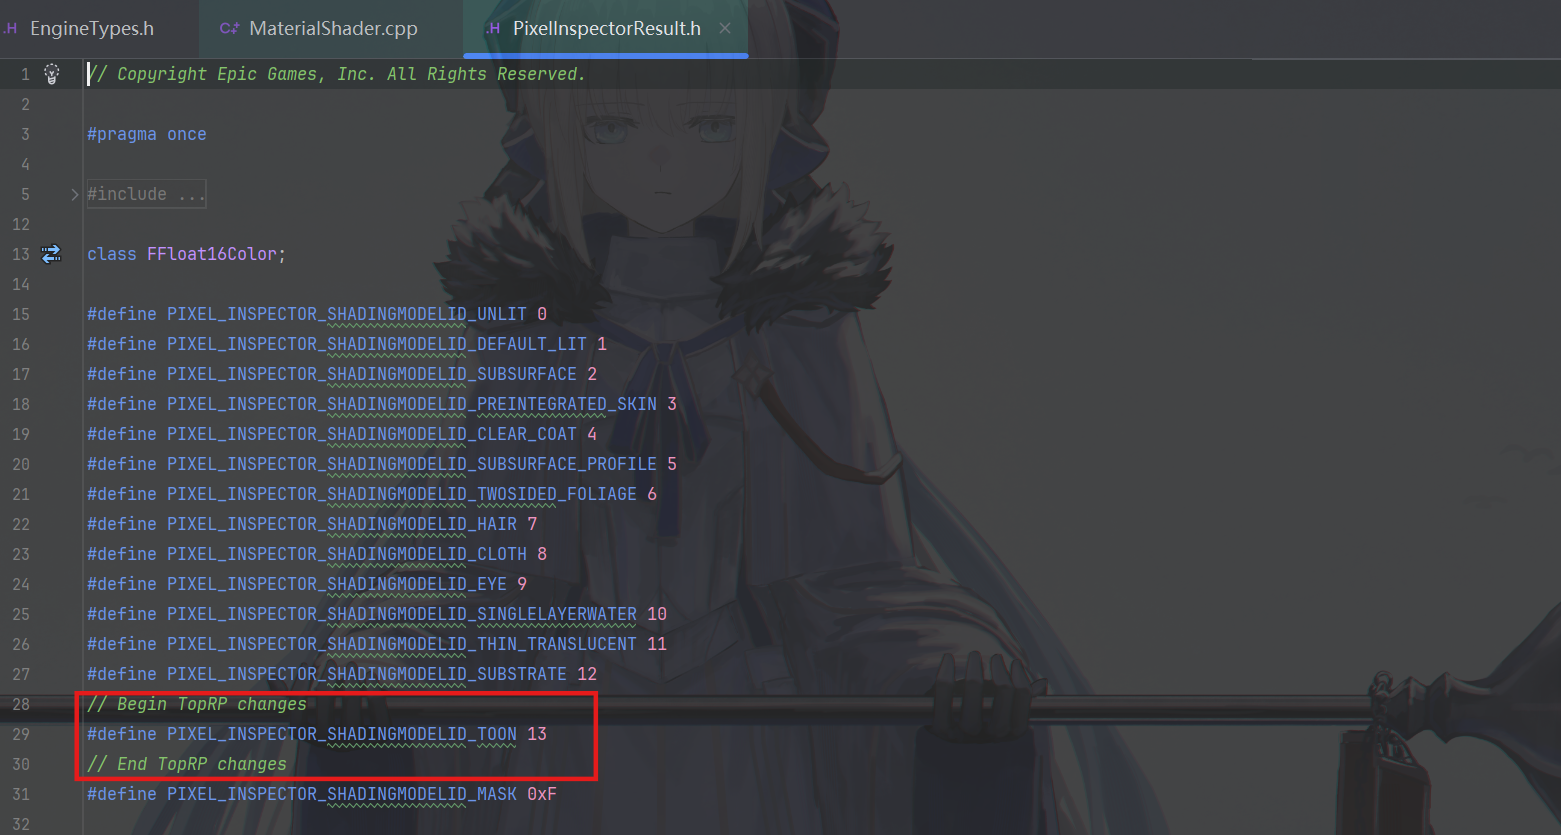 EngineTypes.h MaterialShader.cpp PixelInspectorResult.h
1 // Copyright Epic Games, Inc. All Rights Reserved.
2
3 #pragma once
4
5 #include ...
12
13 class FFloat16Color;
14
15 #define PIXEL_INSPECTOR_SHADINGMODELID_UNLIT 0
16 #define PIXEL_INSPECTOR_SHADINGMODELID_DEFAULT_LIT 1
17 #define PIXEL_INSPECTOR_SHADINGMODELID_SUBSURFACE 2
18 #define PIXEL_INSPECTOR_SHADINGMODELID_PREINTEGRATED_SKIN 3
19 #define PIXEL_INSPECTOR_SHADINGMODELID_CLEAR_COAT 4
20 #define PIXEL_INSPECTOR_SHADINGMODELID_SUBSURFACE_PROFILE 5
21 #define PIXEL_INSPECTOR_SHADINGMODELID_TWOSIDED_FOLIAGE 6
22 #define PIXEL_INSPECTOR_SHADINGMODELID_HAIR 7
23 #define PIXEL_INSPECTOR_SHADINGMODELID_CLOTH 8
24 #define PIXEL_INSPECTOR_SHADINGMODELID_EYE 9
25 #define PIXEL_INSPECTOR_SHADINGMODELID_SINGLELAYERWATER 10
26 #define PIXEL_INSPECTOR_SHADINGMODELID_THIN_TRANSLUCENT 11
27 #define PIXEL_INSPECTOR_SHADINGMODELID_SUBSTRATE 12
28 // Begin TopRP changes
29 #define PIXEL_INSPECTOR_SHADINGMODELID_TOON 13
30 // End TopRP changes
31 #define PIXEL_INSPECTOR_SHADINGMODELID_MASK 0xF
32